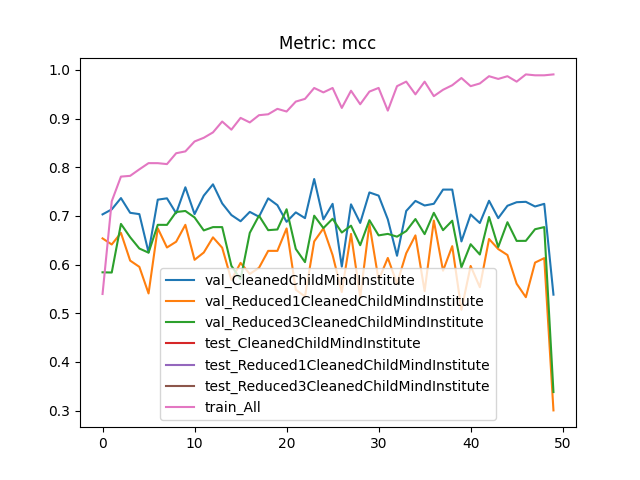 Metric: mcc
1.0
0.9
0.8
0.7
0.6
0.5
0.4
0.3
val_CleanedChildMindInstitute
val_Reduced1CleanedChildMindInstitute
val_Reduced3CleanedChildMindInstitute
test_CleanedChildMindInstitute
test_Reduced1CleanedChildMindInstitute
test_Reduced3CleanedChildMindInstitute
train_All
0 10 20 30 40 50